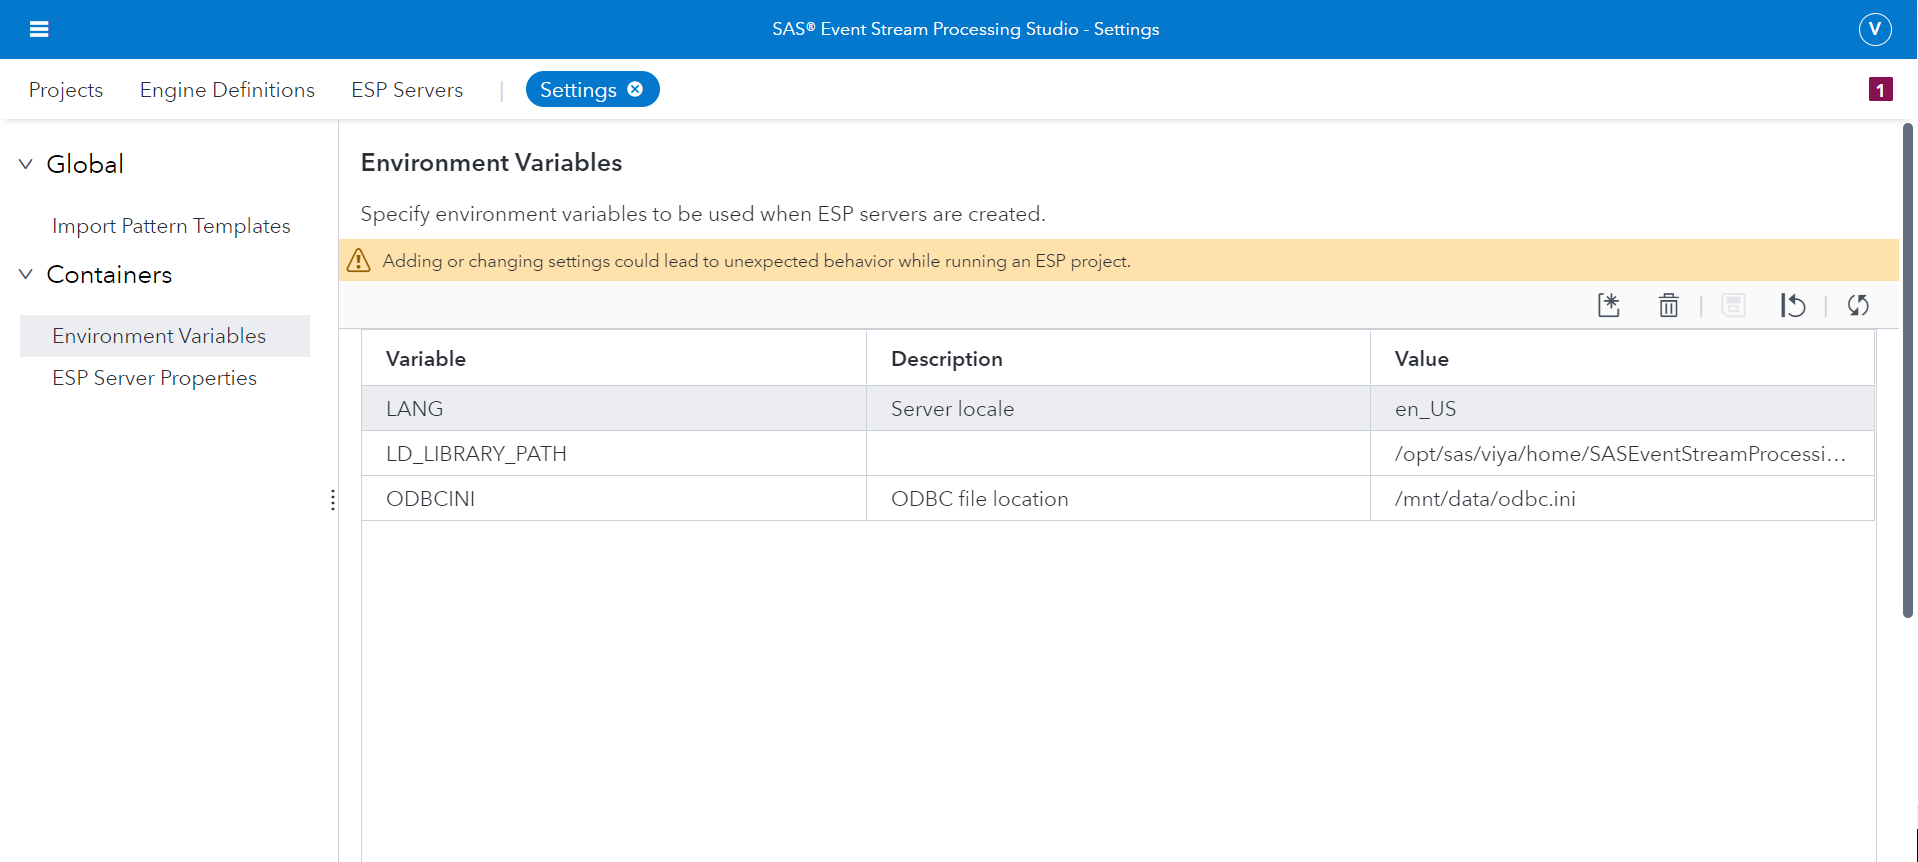 SAS® Event Stream Processing Studio - Settings
V
Projects
Engine Definitions
ESP Servers
Settings
1
Global
Import Pattern Templates
Containers
Environment Variables
ESP Server Properties
Environment Variables
Specify environment variables to be used when ESP servers are created.
Adding or changing settings could lead to unexpected behavior while running an ESP project.
Variable Description Value
LANG Server locale en_US
LD_LIBRARY_PATH /opt/sas/viya/home/SASEventStreamProcessi...
ODBCINI ODBC file location /mnt/data/odbc.ini